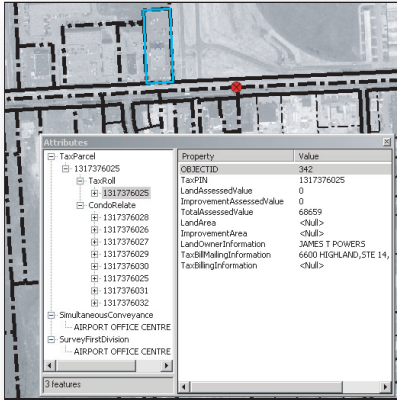 Attributes
TaxParcel
1317376025
TaxRoll
1317376025
CondoRelate
1317376028
1317376026
1317376027
1317376029
1317376030
1317376025
1317376031
1317376032
SimultaneousConveyance
AIRPORT OFFICE CENTRE
SurveyFirstDivision
AIRPORT OFFICE CENTRE
3 features
Property Value
OBJECTID 342
TaxPIN 1317376025
LandAssessedValue 0
ImprovementAssessedValue 0
TotalAssessedValue 68659
LandArea <Null>
ImprovementArea <Null>
LandOwnerInformation JAMES T POWERS
TaxBillMailingInformation 6600 HIGHLAND,STE 14,
TaxBillingInformation <Null>